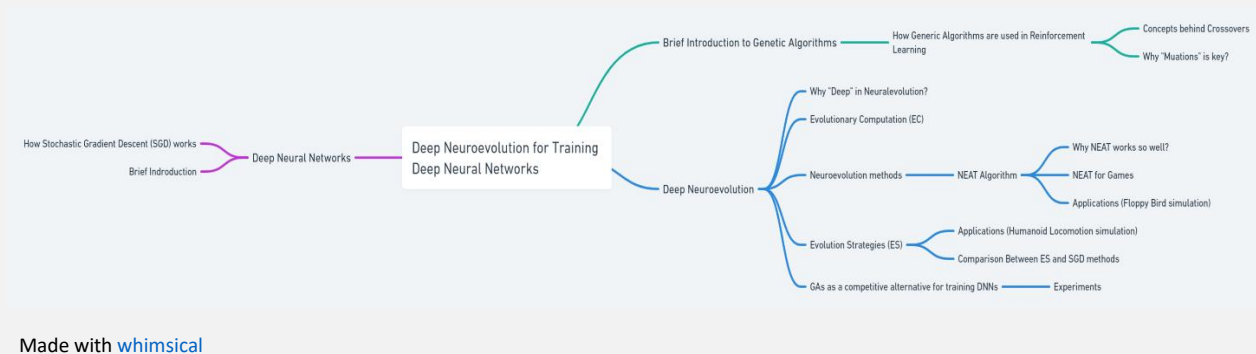 Deep Neuroevolution for Training
Deep Neural Networks
Deep Neural Networks
How Stochastic Gradient Descent (SGD) works
Brief Indroduction
Brief Introduction to Genetic Algorithms
How Generic Algorithms are used in Reinforcement
Learning
Concepts behind Crossovers
Why "Muations" is key?
Deep Neuroevolution
Why "Deep" in Neuralevolution?
Evolutionary Computation (EC)
Neuroevolution methods
NEAT Algorithm
Why NEAT works so well?
NEAT for Games
Applications (Floppy Bird simulation)
Evolution Strategies (ES)
Applications (Humanoid Locomotion simulation)
Comparison Between ES and SGD methods
GAs as a competitive alternative for training DNNs
Experiments
Made with whimsical